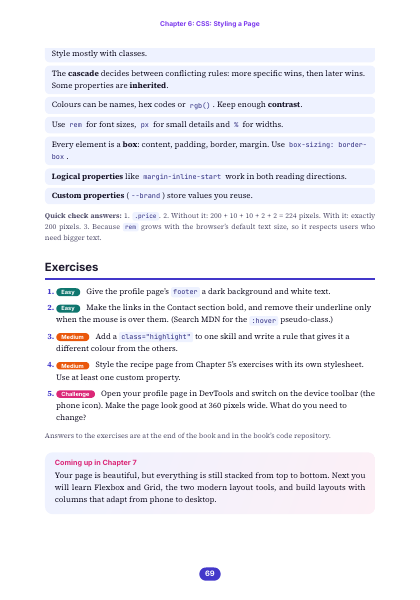 Chapter 6: CSS: Styling a Page
Style mostly with classes.
The cascade decides between conflicting rules: more specific wins, then later wins.
Some properties are inherited.
Colours can be names, hex codes or rgb() . Keep enough contrast.
Use rem for font sizes, px for small details and % for widths.
Every element is a box: content, padding, border, margin. Use box-sizing: border-
box .
Logical properties like margin-inline-start work in both reading directions.
Custom properties ( --brand ) store values you reuse.
Quick check answers: 1. .price . 2. Without it: 200 + 10 + 10 + 2 + 2 = 224 pixels. With it: exactly
200 pixels. 3. Because rem grows with the browser's default text size, so it respects users who
need bigger text.
Exercises
1. Easy Give the profile page's footer a dark background and white text.
2. Easy Make the links in the Contact section bold, and remove their underline only
when the mouse is over them. (Search MDN for the :hover pseudo-class.)
3. Medium Add a class="highlight" to one skill and write a rule that gives it a
different colour from the others.
4. Medium Style the recipe page from Chapter 5's exercises with its own stylesheet.
Use at least one custom property.
5. Challenge Open your profile page in DevTools and switch on the device toolbar (the
phone icon). Make the page look good at 360 pixels wide. What do you need to
change?
Answers to the exercises are at the end of the book and in the book's code repository.
Coming up in Chapter 7
Your page is beautiful, but everything is still stacked from top to bottom. Next you
will learn Flexbox and Grid, the two modern layout tools, and build layouts with
columns that adapt from phone to desktop.
69